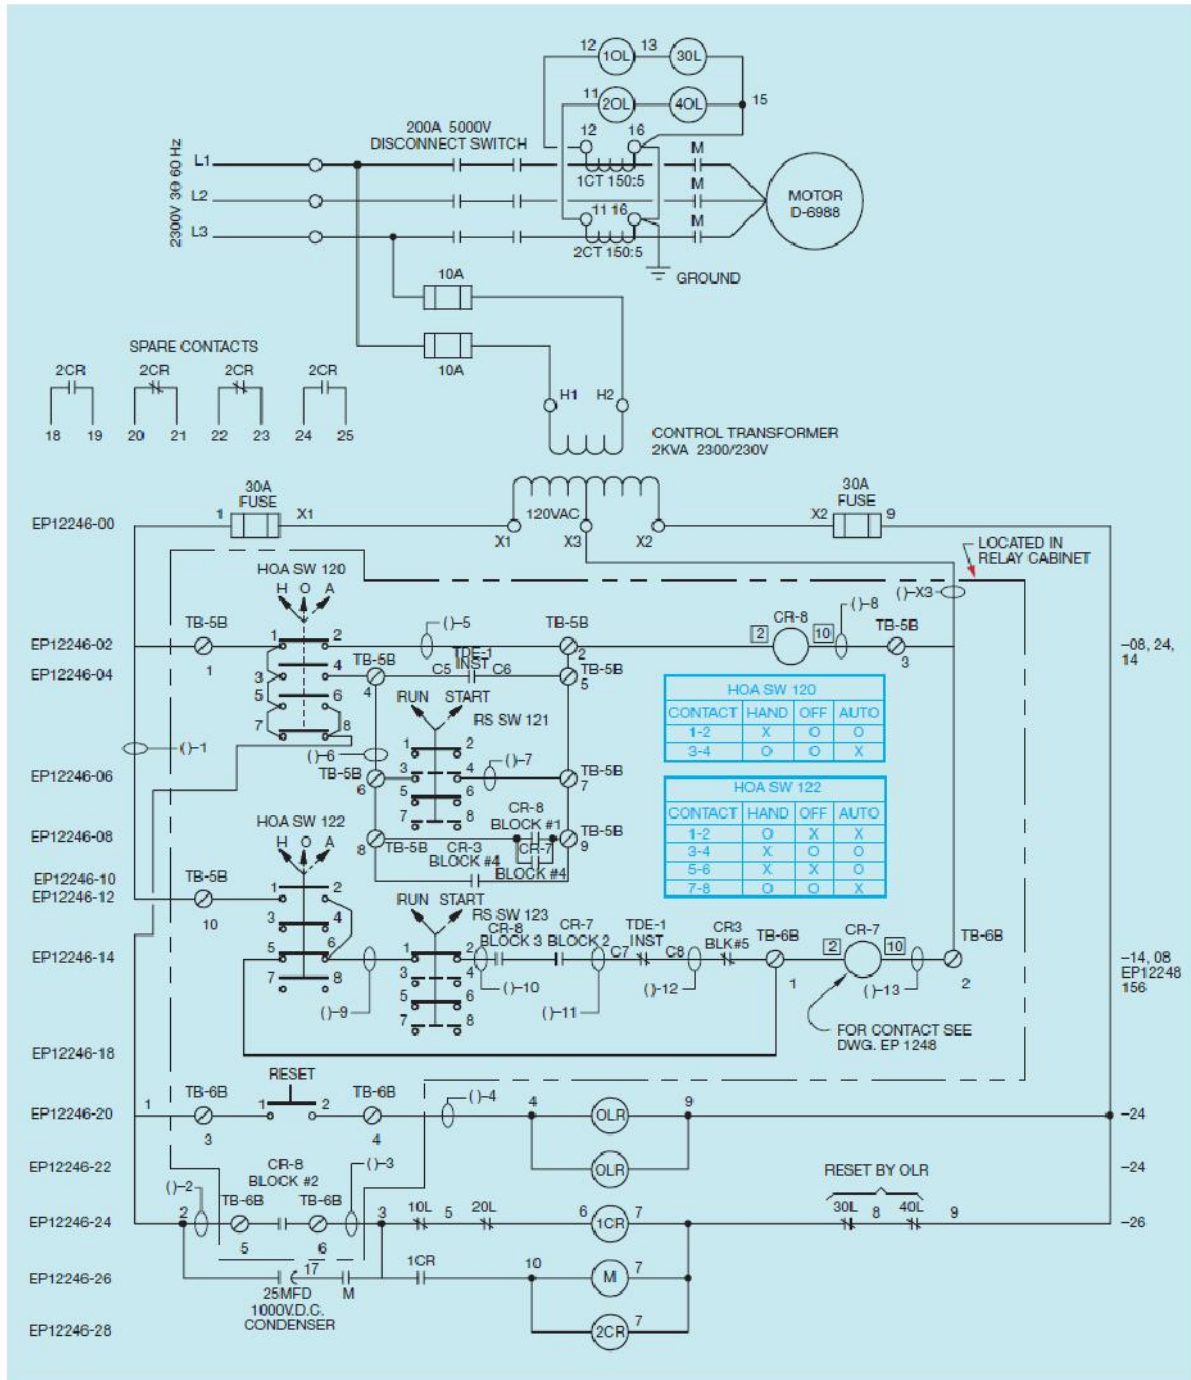 12 1OL 13 3OL
11 2OL 4OL 15
200A 5000V
DISCONNECT SWITCH
12 16
2300V 3Θ 60 Hz
L1
L2
L3
M
M
M
1CT 150:5
11 16
2CT 150:5
MOTOR
D-6988
GROUND
10A
10A
SPARE CONTACTS
2CR 2CR 2CR 2CR
18 19 20 21 22 23 24 25
H1 H2
CONTROL TRANSFORMER
2KVA 2300/230V
EP12246-00
1 30A
FUSE
X1
120VAC
X1 X3 X2
30A
FUSE
X2 9
LOCATED IN
RELAY CABINET
()-X3
HOA SW 120
H O A
EP12246-02
TB-5B
1
1 2
()-5
TB-5B
2
2 CR-8 10
()-8
TB-5B
3
-08, 24,
14
EP12246-04
3 4
TB-5B
4
TDE-1
INST
C5 C6
TB-5B
5
5 6
7 8
()-1
RUN START
RS SW 121
1 2
()-6
()-7
EP12246-06
TB-5B
6
3 4
5 6
7 8
TB-5B
7
HOA SW 120
CONTACT HAND OFF AUTO
1-2 X O O
3-4 O O X
HOA SW 122
CONTACT HAND OFF AUTO
1-2 O X X
3-4 X O O
5-6 X X O
7-8 O O X
EP12246-08
HOA SW 122
H O A
8 TB-5B
CR-8
BLOCK #1
TB-5B
9
CR-3
BLOCK #4
CR-7
BLOCK #4
EP12246-10
EP12246-12
TB-5B
10
1 2
3 4
5 6
7 8
RUN START
RS SW 123
EP12246-14
()-9
1 2
3 4
5 6
7 8
CR-8
BLOCK 3
()-10
CR-7
BLOCK 2
()-11
TDE-1
INST
C7 C8
()-12
CR3
BLK#5
TB-6B
1
2 CR-7 10
()-13
TB-6B
2
-14, 08
EP12248
156
FOR CONTACT SEE
DWG. EP 1248
EP12246-18
RESET
EP12246-20
1 TB-6B
3
1 2
TB-6B
4
()-4
4 OLR 9
-24
EP12246-22
OLR
-24
CR-8
BLOCK #2
()-2
()-3
RESET BY OLR
EP12246-24
2 TB-6B
5
TB-6B
6
3 1OL 5 2OL
6 1CR 7
3OL 8 4OL 9
-26
EP12246-26
17
25MFD
1000V.D.C.
CONDENSER
M
1CR
10 M 7
EP12246-28
2CR 7